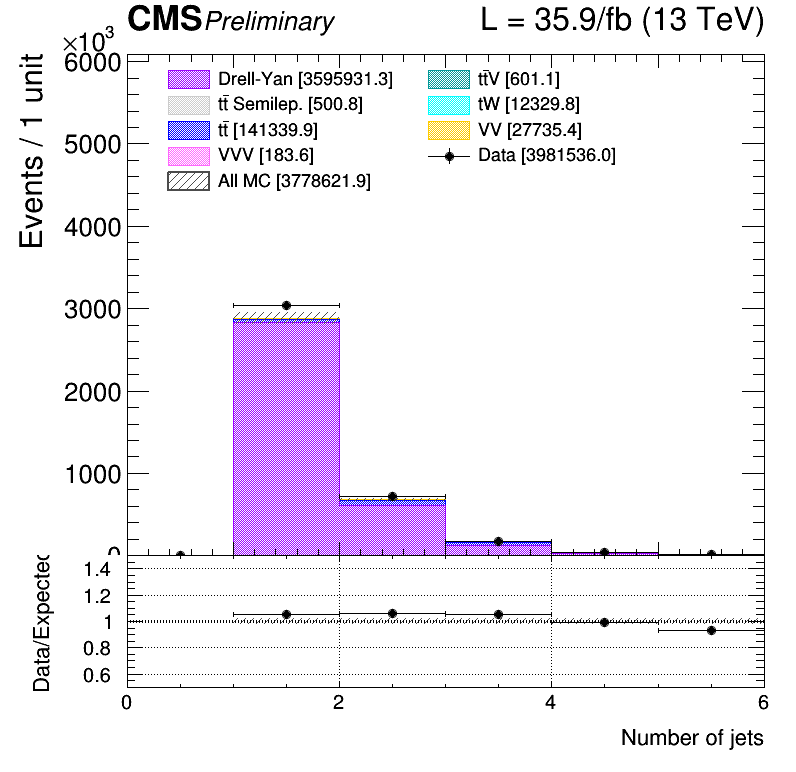 CMS Preliminary L = 35.9/fb (13 TeV)
×10³
Events / 1 unit
6000
5000
4000
3000
2000
1000
0
Drell-Yan [3595931.3]
tt̄ Semilep. [500.8]
tt̄ [141339.9]
VVV [183.6]
All MC [3778621.9]
tt̄V [601.1]
tW [12329.8]
VV [27735.4]
Data [3981536.0]
Data/Expected
1.4
1.2
1
0.8
0.6
0 2 4 6
Number of jets